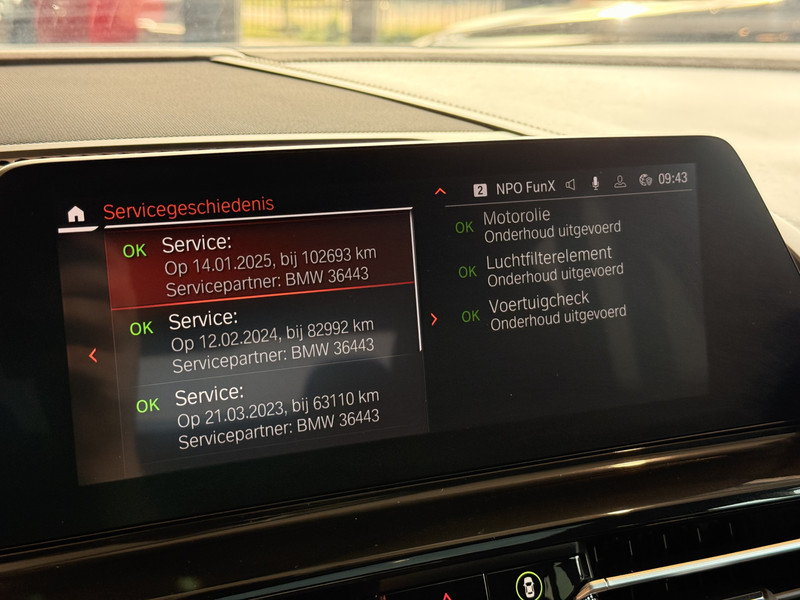 Servicegeschiedenis
2 NPO FunX 09:43
OK Service:
Op 14.01.2025, bij 102693 km
Servicepartner: BMW 36443
OK Service:
Op 12.02.2024, bij 82992 km
Servicepartner: BMW 36443
OK Service:
Op 21.03.2023, bij 63110 km
Servicepartner: BMW 36443
OK Motorolie
Onderhoud uitgevoerd
OK Luchtfilterelement
Onderhoud uitgevoerd
OK Voertuigcheck
Onderhoud uitgevoerd